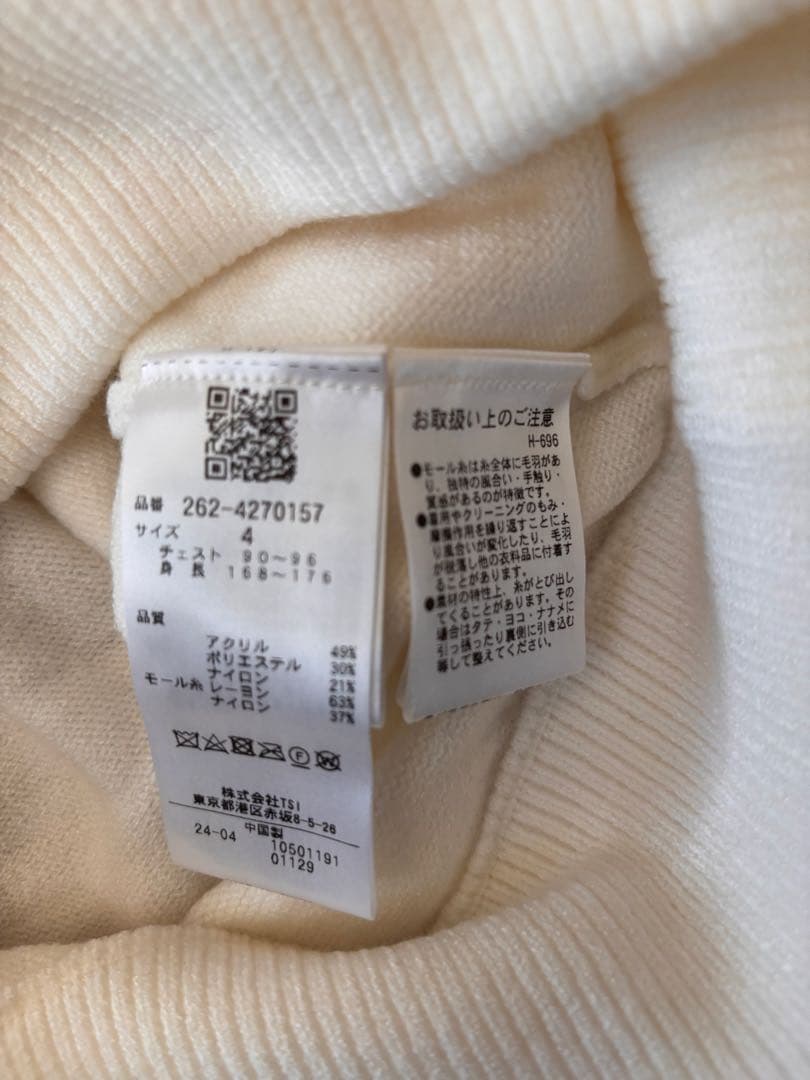 品番 262-4270157
サイズ 4
チェスト 90～96
身長 168～176
品質
アクリル 49%
ポリエステル 30%
ナイロン 21%
モール糸 レーヨン 63%
ナイロン 37%
株式会社TSI
東京都港区赤坂8-5-26
中国製
24-04 10501191
01129
お取扱い上のご注意
H-696
●モール糸は糸全体に毛羽があ
り、独特の風合い・手触り・
質感があるのが特徴です。
●着用やクリーニングのもみ・
摩擦作用を繰り返すことによ
り風合いが変化したり、毛羽
が脱落し他の衣料品に付着す
ることがあります。
●素材の特性上、糸がとび出し
てくることがあります。その
場合はタテ・ヨコ・ナナメに
引っ張ったり裏側に引き込む
等して整えてください。